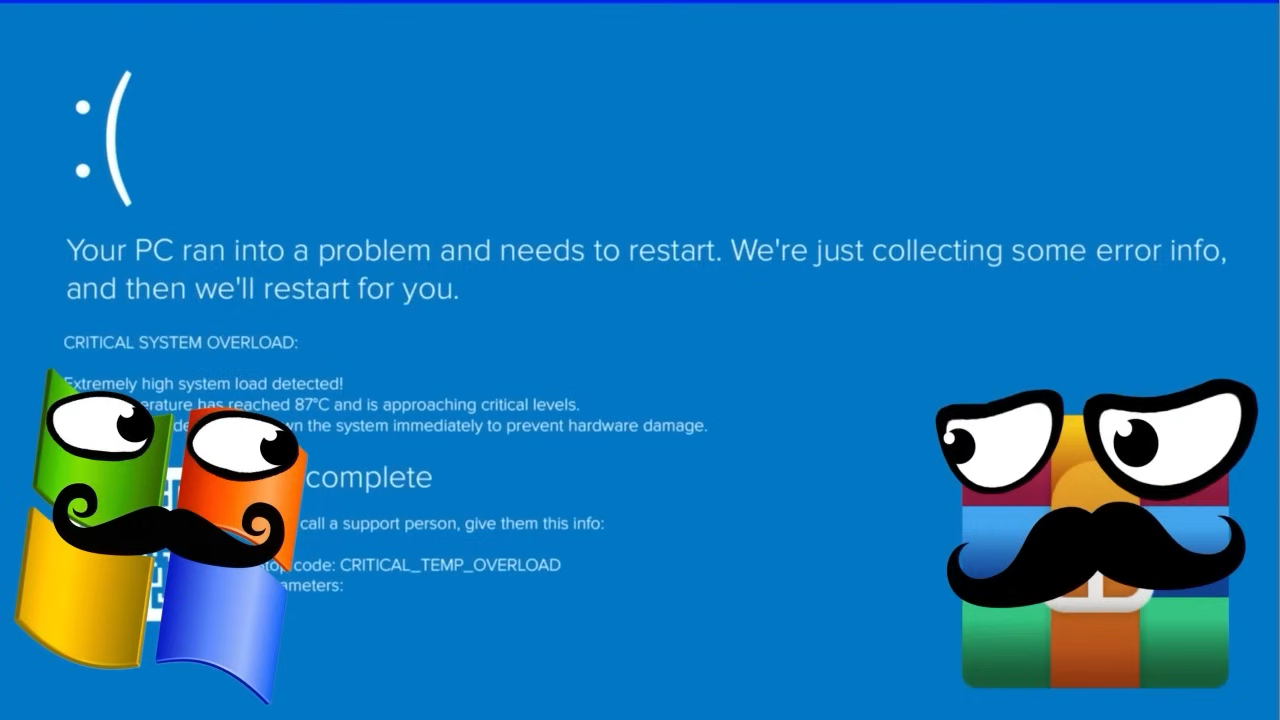 :(
Your PC ran into a problem and needs to restart. We're just collecting some error info,
and then we'll restart for you.
CRITICAL SYSTEM OVERLOAD:
Extremely high system load detected!
has reached 87°C and is approaching critical levels.
the system immediately to prevent hardware damage.
complete
call a support person, give them this info:
code: CRITICAL_TEMP_OVERLOAD